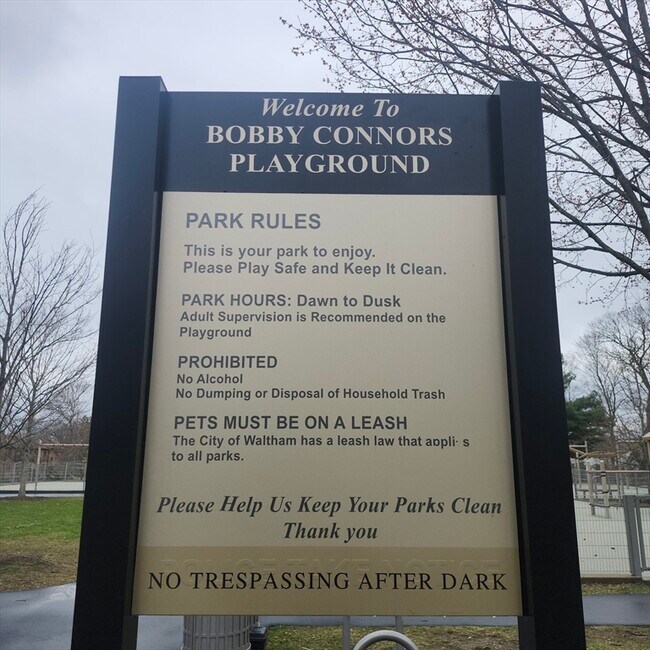 Welcome To
BOBBY CONNORS
PLAYGROUND
PARK RULES
This is your park to enjoy.
Please Play Safe and Keep It Clean.
PARK HOURS: Dawn to Dusk
Adult Supervision is Recommended on the
Playground
PROHIBITED
No Alcohol
No Dumping or Disposal of Household Trash
PETS MUST BE ON A LEASH
The City of Waltham has a leash law that appli s
to all parks.
Please Help Us Keep Your Parks Clean
Thank you
NO TRESPASSING AFTER DARK